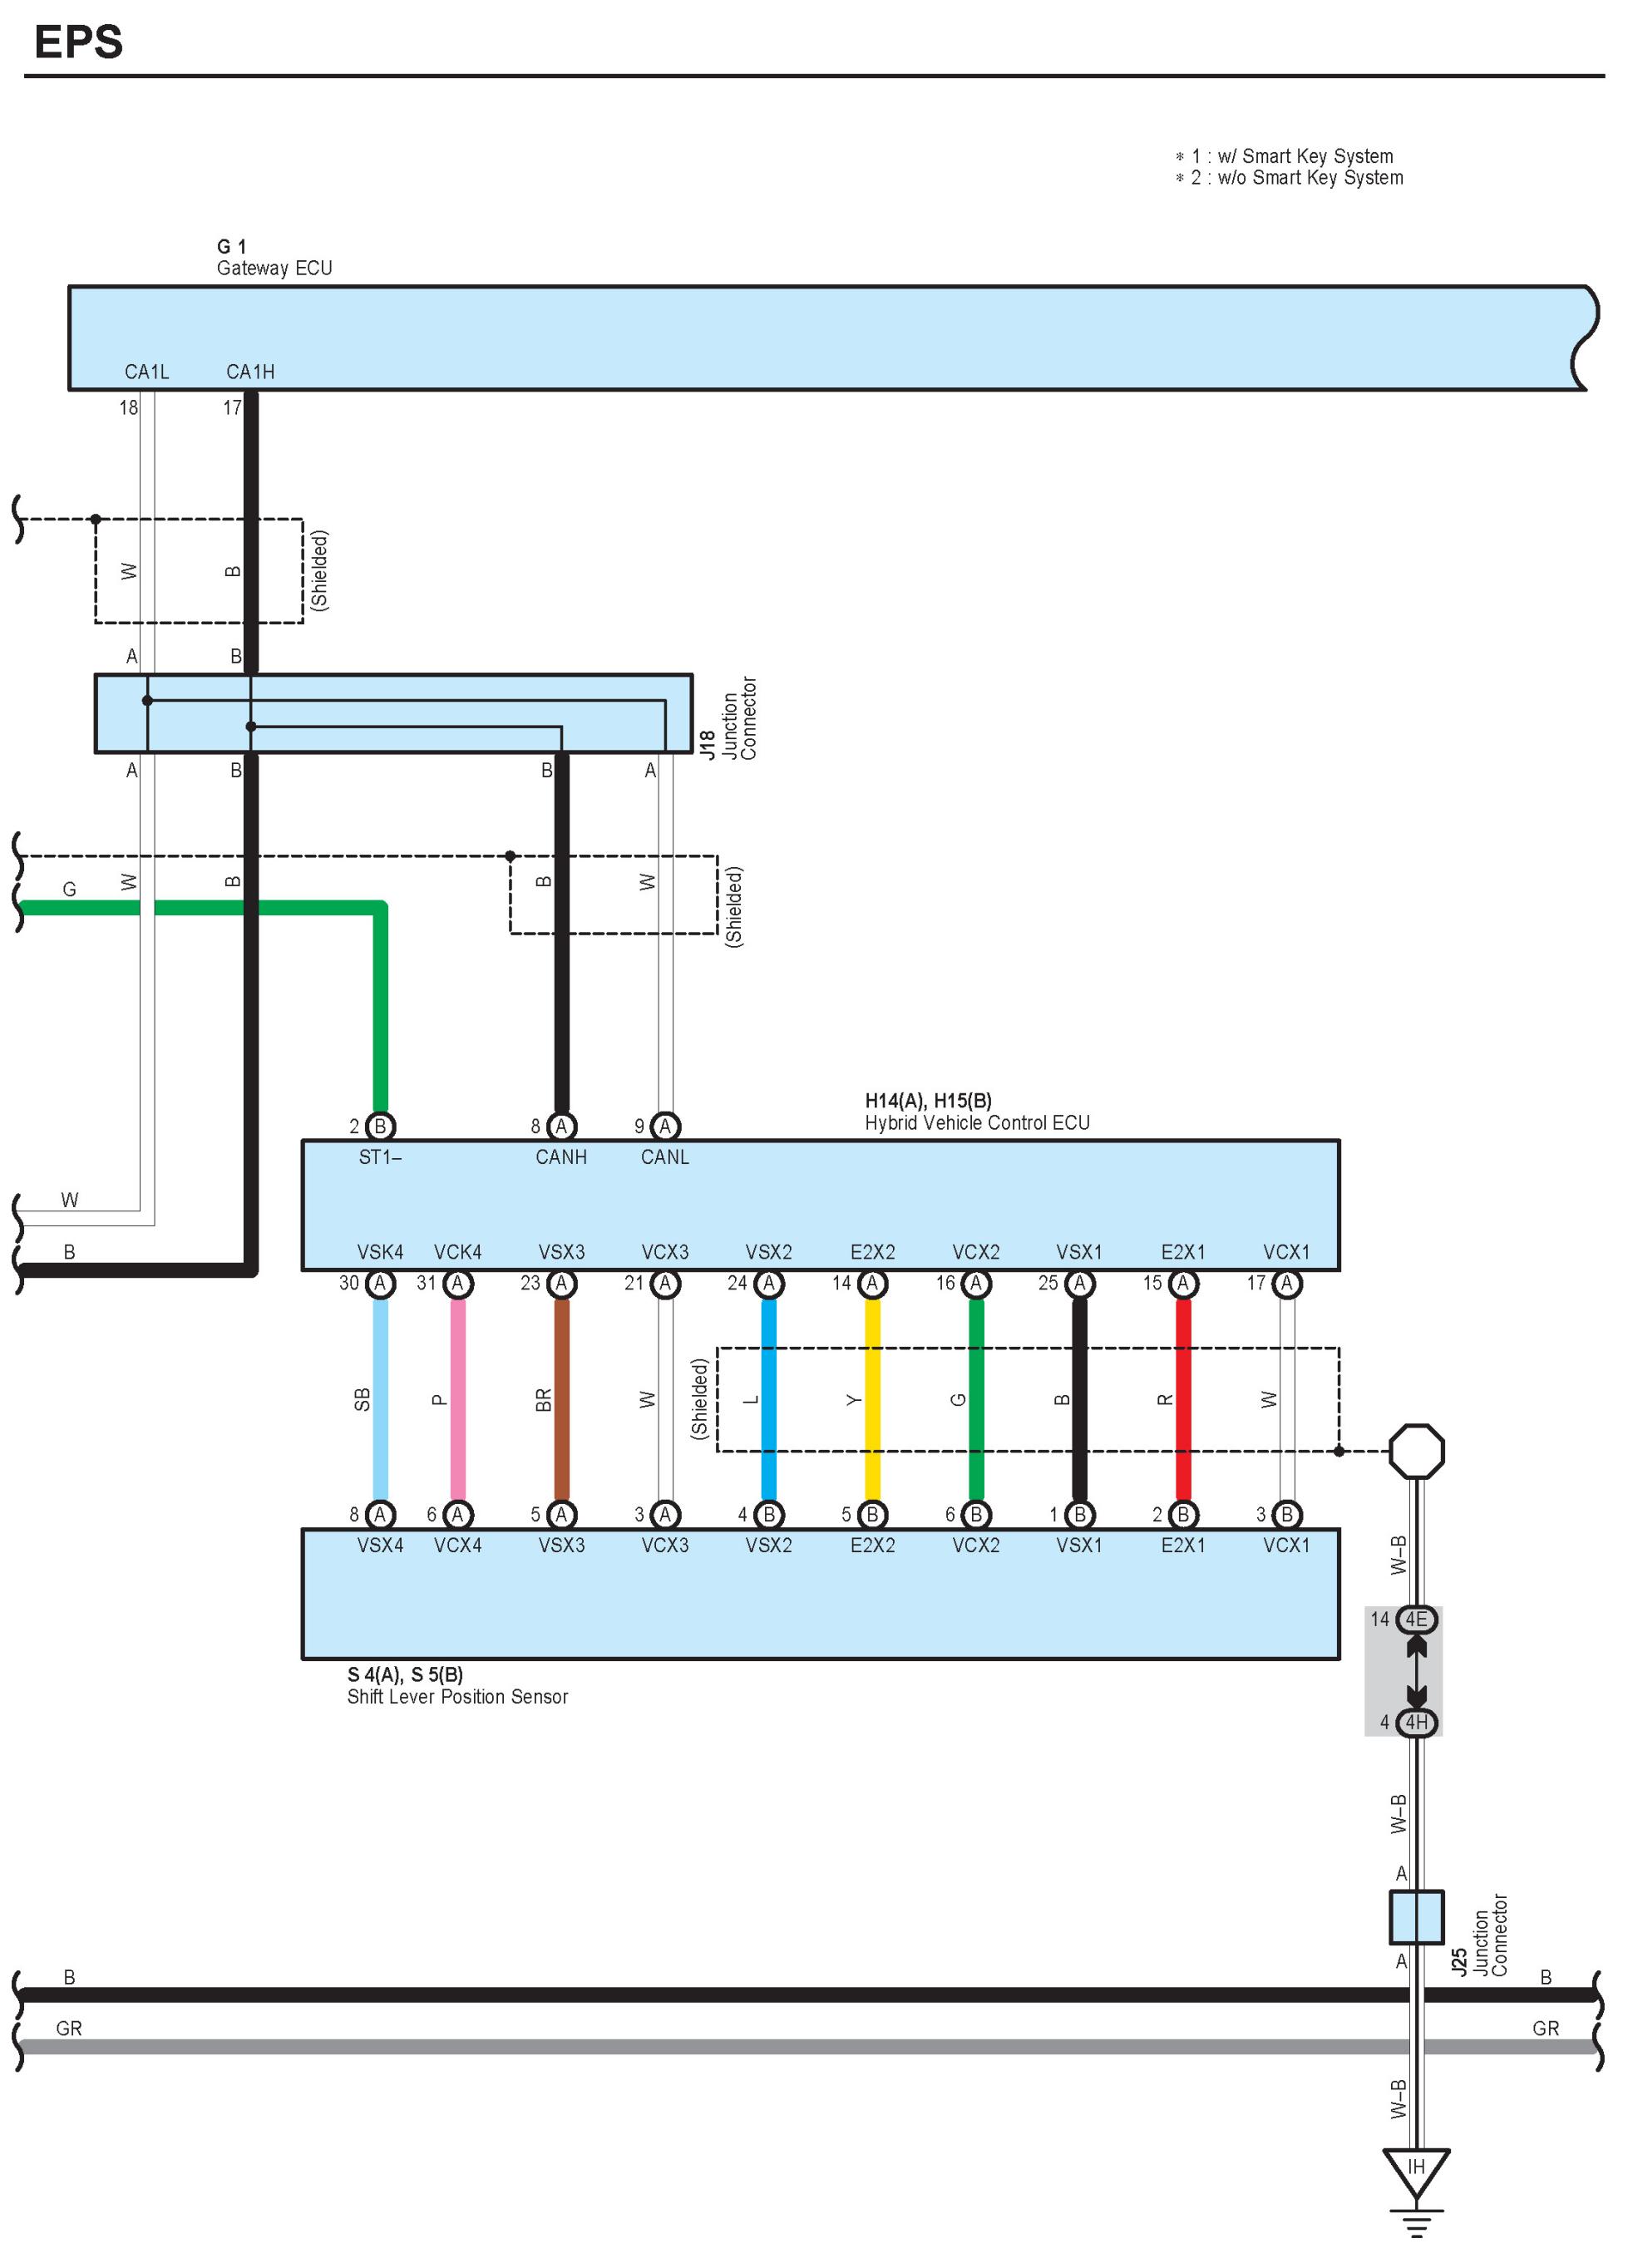 EPS
* 1 : w/ Smart Key System
* 2 : w/o Smart Key System
G 1
Gateway ECU
CA1L CA1H
18 17
W B (Shielded)
A B
J18
Junction
Connector
A B B A
G W B B W (Shielded)
H14(A), H15(B)
Hybrid Vehicle Control ECU
2 B 8 A 9 A
ST1– CANH CANL
W
B
VSK4 VCK4 VSX3 VCX3 VSX2 E2X2 VCX2 VSX1 E2X1 VCX1
30 A 31 A 23 A 21 A 24 A 14 A 16 A 25 A 15 A 17 A
SB P BR W (Shielded) L Y G B R W
8 A 6 A 5 A 3 A 4 B 5 B 6 B 1 B 2 B 3 B
VSX4 VCX4 VSX3 VCX3 VSX2 E2X2 VCX2 VSX1 E2X1 VCX1
S 4(A), S 5(B)
Shift Lever Position Sensor
W–B
14 4E
4 4H
W–B
A
J25
Junction
Connector
A
B B
GR GR
W–B
IH